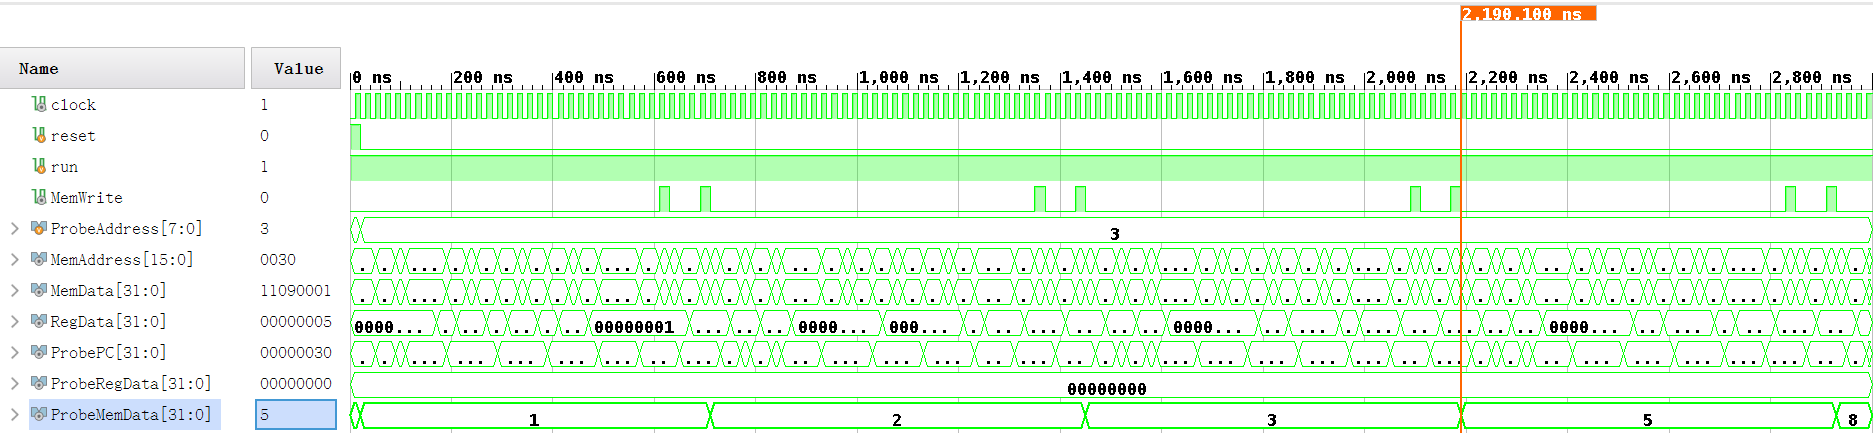 2,190.100 ns
Name Value
0 ns 200 ns 400 ns 600 ns 800 ns 1,000 ns 1,200 ns 1,400 ns 1,600 ns 1,800 ns 2,000 ns 2,200 ns 2,400 ns 2,600 ns 2,800 ns
clock 1
reset 0
run 1
MemWrite 0
ProbeAddress[7:0] 3 3
MemAddress[15:0] 0030
MemData[31:0] 11090001
RegData[31:0] 00000005 0000... 00000001 0000... 000... 0000... 0000...
ProbePC[31:0] 00000030
ProbeRegData[31:0] 00000000 00000000
ProbeMemData[31:0] 5 1 2 3 5 8